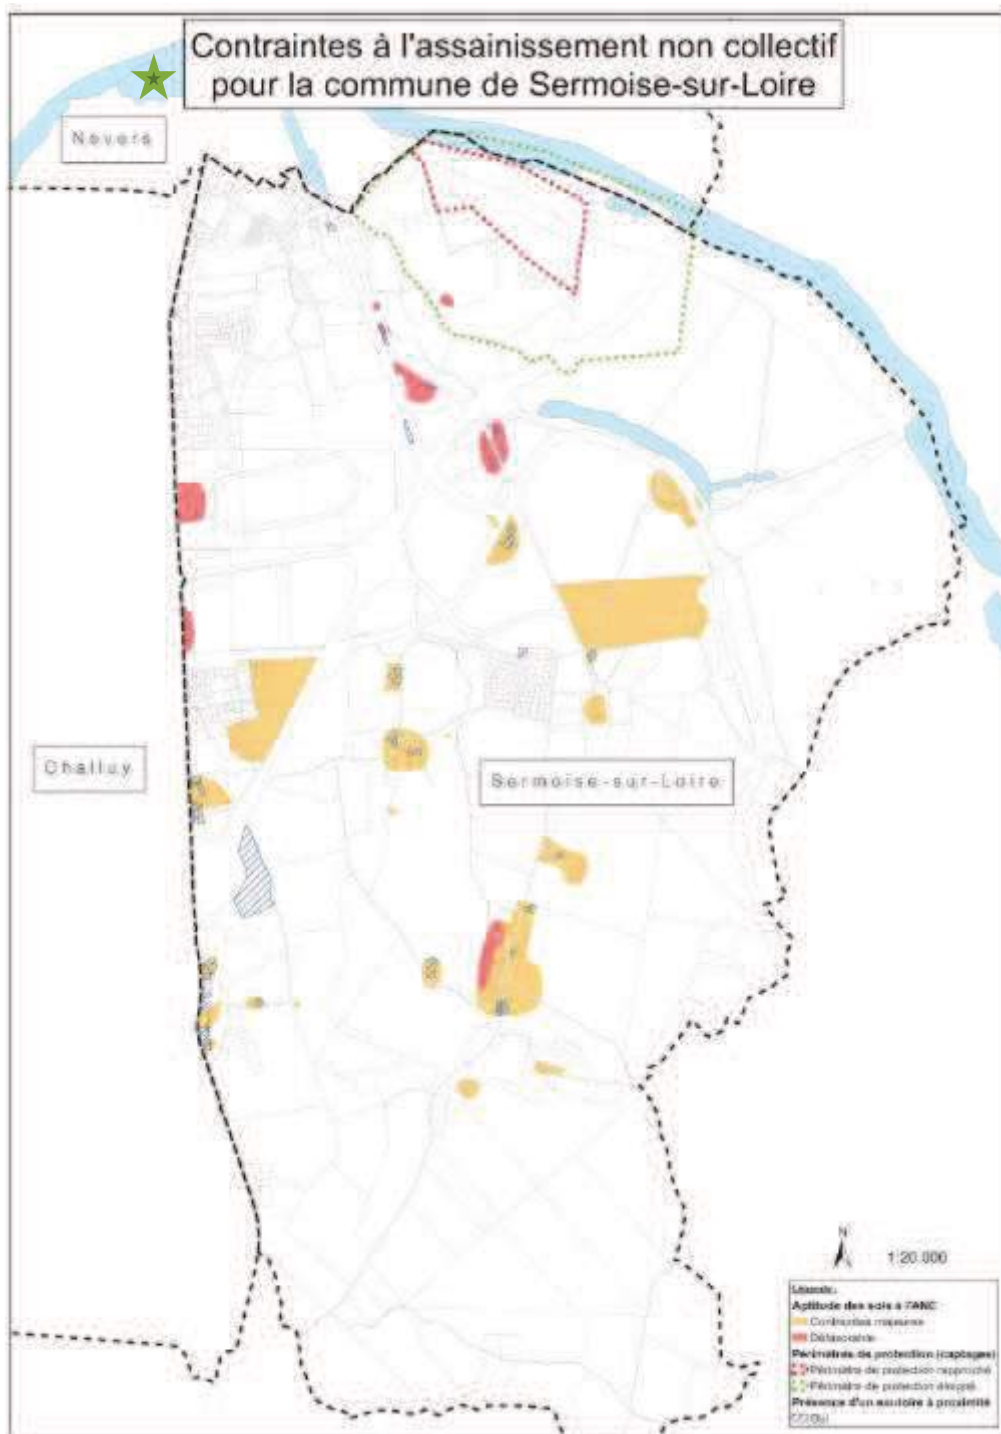 Contraintes à l'assainissement non collectif
pour la commune de Sermoise-sur-Loire
Nevers
Challuy
Sermoise-sur-Loire
N
1:20 000
Légende :
Aptitude des sols à l'ANC
Contraintes majeures
Défavorable
Périmètres de protection (captages)
Périmètre de protection rapproché
Périmètre de protection éloigné
Présence d'un exutoire à proximité
Oui